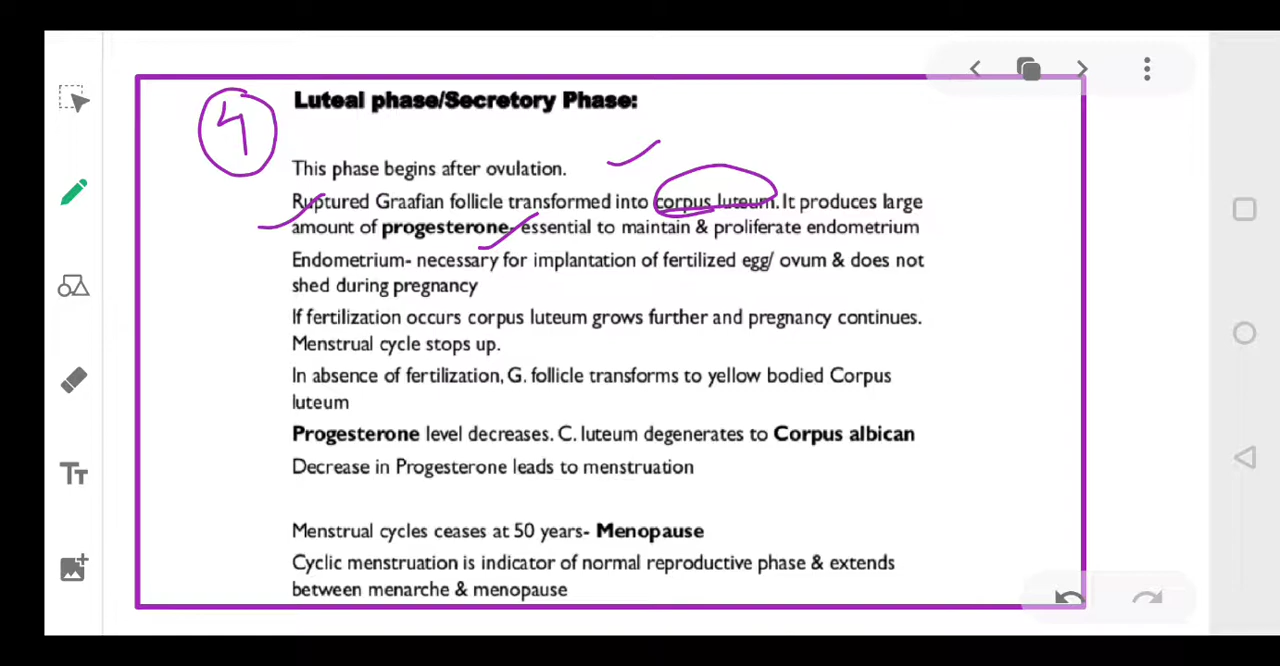 4
Luteal phase/Secretory Phase:
This phase begins after ovulation.
Ruptured Graafian follicle transformed into corpus luteum. It produces large
amount of progesterone- essential to maintain & proliferate endometrium
Endometrium- necessary for implantation of fertilized egg/ ovum & does not
shed during pregnancy
If fertilization occurs corpus luteum grows further and pregnancy continues.
Menstrual cycle stops up.
In absence of fertilization, G. follicle transforms to yellow bodied Corpus
luteum
Progesterone level decreases. C. luteum degenerates to Corpus albican
Decrease in Progesterone leads to menstruation
Menstrual cycles ceases at 50 years- Menopause
Cyclic menstruation is indicator of normal reproductive phase & extends
between menarche & menopause
TT